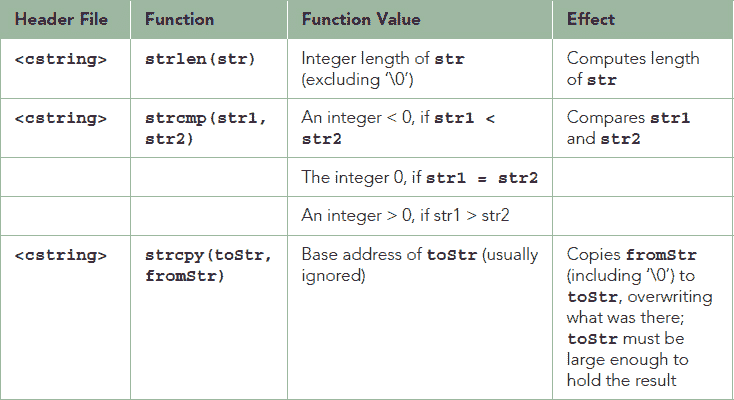 Header File Function Function Value Effect
<cstring> strlen(str) Integer length of str Computes length
(excluding ‘\0’) of str
<cstring> strcmp(str1, An integer < 0, if str1 < Compares str1
str2) str2 and str2
The integer 0, if str1 = str2
An integer > 0, if str1 > str2
<cstring> strcpy(toStr, Base address of toStr (usually Copies fromStr
fromStr) ignored) (including ‘\0’) to
toStr, overwriting
what was there;
toStr must be
large enough to
hold the result